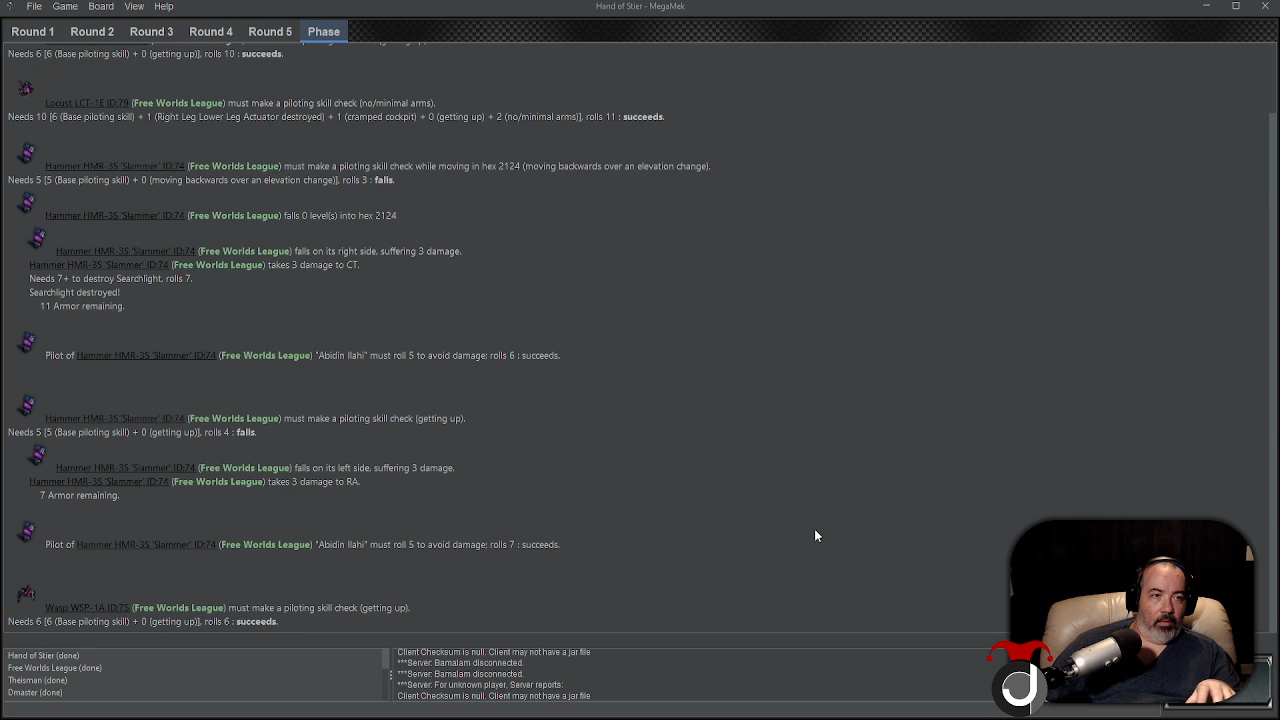 Hand of Stier - MegaMek
File Game Board View Help
Round 1 Round 2 Round 3 Round 4 Round 5 Phase
Needs 6 [6 (Base piloting skill) + 0 (getting up)], rolls 10 : succeeds.
Locust LCT-1E ID:79 (Free Worlds League) must make a piloting skill check (no/minimal arms).
Needs 10 [6 (Base piloting skill) + 1 (Right Leg Lower Leg Actuator destroyed) + 1 (cramped cockpit) + 0 (getting up) + 2 (no/minimal arms)], rolls 11 : succeeds.
Hammer HMR-3S 'Slammer' ID:74 (Free Worlds League) must make a piloting skill check while moving in hex 2124 (moving backwards over an elevation change).
Needs 5 [5 (Base piloting skill) + 0 (moving backwards over an elevation change)], rolls 3 : falls.
Hammer HMR-3S 'Slammer' ID:74 (Free Worlds League) falls 0 level(s) into hex 2124
Hammer HMR-3S 'Slammer' ID:74 (Free Worlds League) falls on its right side, suffering 3 damage.
Hammer HMR-3S 'Slammer' ID:74 (Free Worlds League) takes 3 damage to CT.
Needs 7+ to destroy Searchlight, rolls 7.
Searchlight destroyed!
11 Armor remaining.
Pilot of Hammer HMR-3S 'Slammer' ID:74 (Free Worlds League) "Abidin Ilahi" must roll 5 to avoid damage; rolls 6 : succeeds.
Hammer HMR-3S 'Slammer' ID:74 (Free Worlds League) must make a piloting skill check (getting up).
Needs 5 [5 (Base piloting skill) + 0 (getting up)], rolls 4 : falls.
Hammer HMR-3S 'Slammer' ID:74 (Free Worlds League) falls on its left side, suffering 3 damage.
Hammer HMR-3S 'Slammer' ID:74 (Free Worlds League) takes 3 damage to RA.
7 Armor remaining.
Pilot of Hammer HMR-3S 'Slammer' ID:74 (Free Worlds League) "Abidin Ilahi" must roll 5 to avoid damage; rolls 7 : succeeds.
Wasp WSP-1A ID:75 (Free Worlds League) must make a piloting skill check (getting up).
Needs 6 [6 (Base piloting skill) + 0 (getting up)], rolls 6 : succeeds.
Hand of Stier (done)
Free Worlds League (done)
Theisman (done)
Dmaster (done)
Client Checksum is null. Client may not have a jar file
***Server: Bamalam disconnected.
***Server: Bamalam disconnected.
***Server: For unknown player, Server reports:
Client Checksum is null. Client may not have a jar file